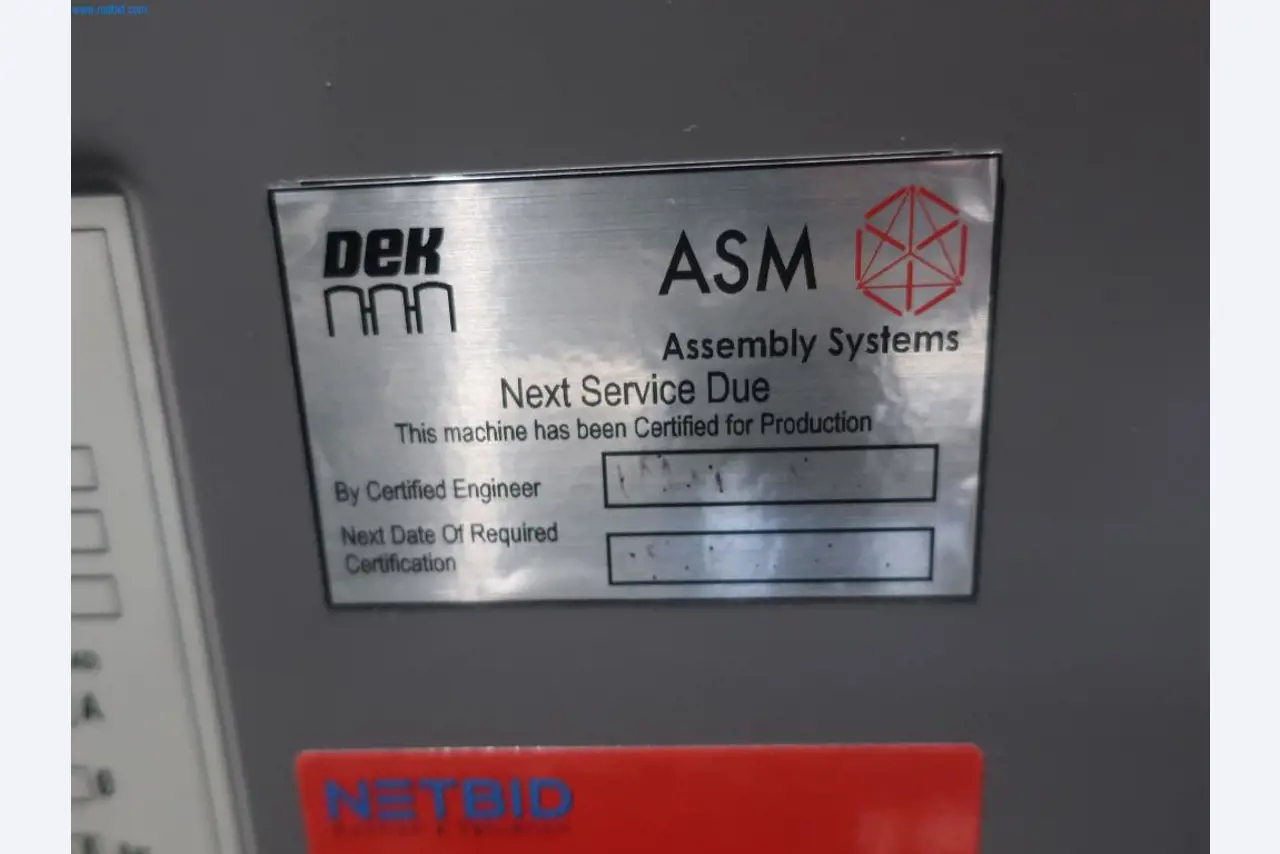 www.netbid.com
DEK
ASM
Assembly Systems
Next Service Due
This machine has been Certified for Production
By Certified Engineer
Next Date Of Required
Certification
A
6
NETBID